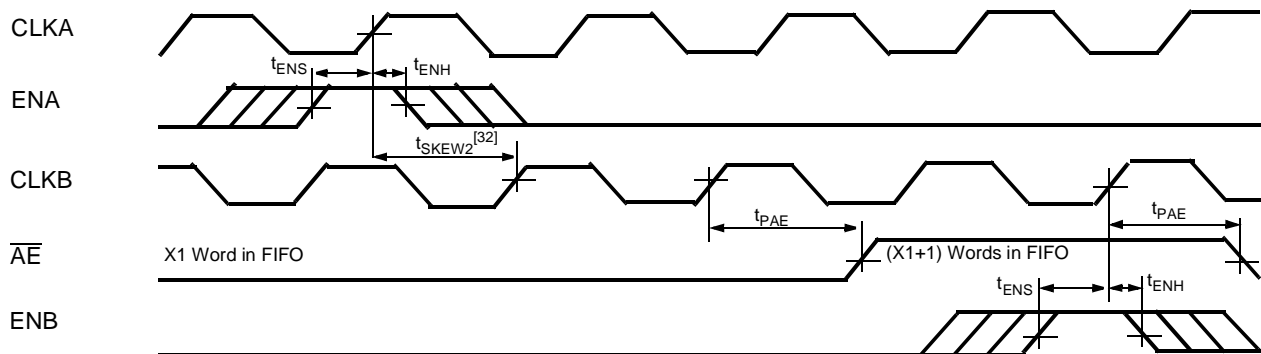 CLKA
tENS tENH
ENA
tSKEW2[32]
CLKB
tPAE tPAE
AE X1 Word in FIFO (X1+1) Words in FIFO
tENS tENH
ENB